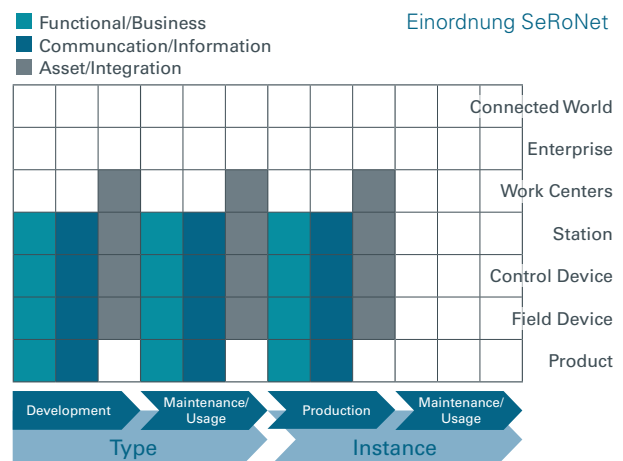 Einordnung SeRoNet
Functional/Business
Communcation/Information
Asset/Integration
Connected World
Enterprise
Work Centers
Station
Control Device
Field Device
Product
Development
Maintenance/
Usage
Production
Maintenance/
Usage
Type
Instance